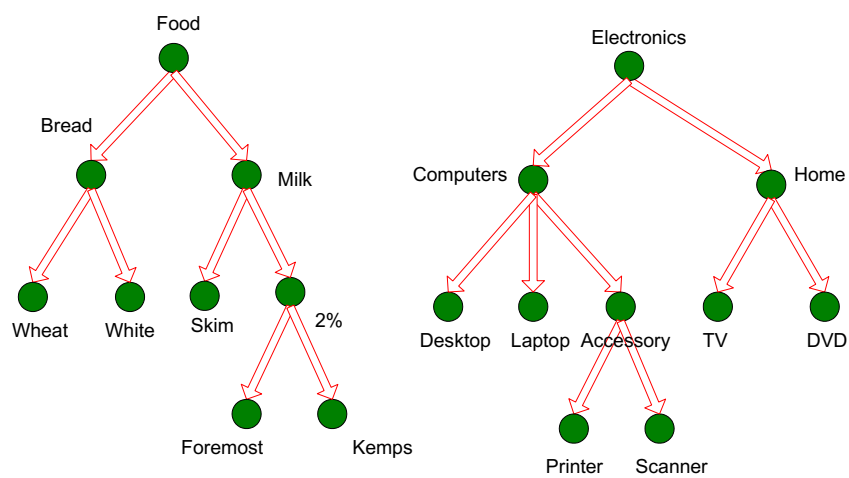 Food
Electronics
Bread
Milk
Computers
Home
Wheat
White
Skim
2%
Desktop
Laptop
Accessory
TV
DVD
Foremost
Kemps
Printer
Scanner